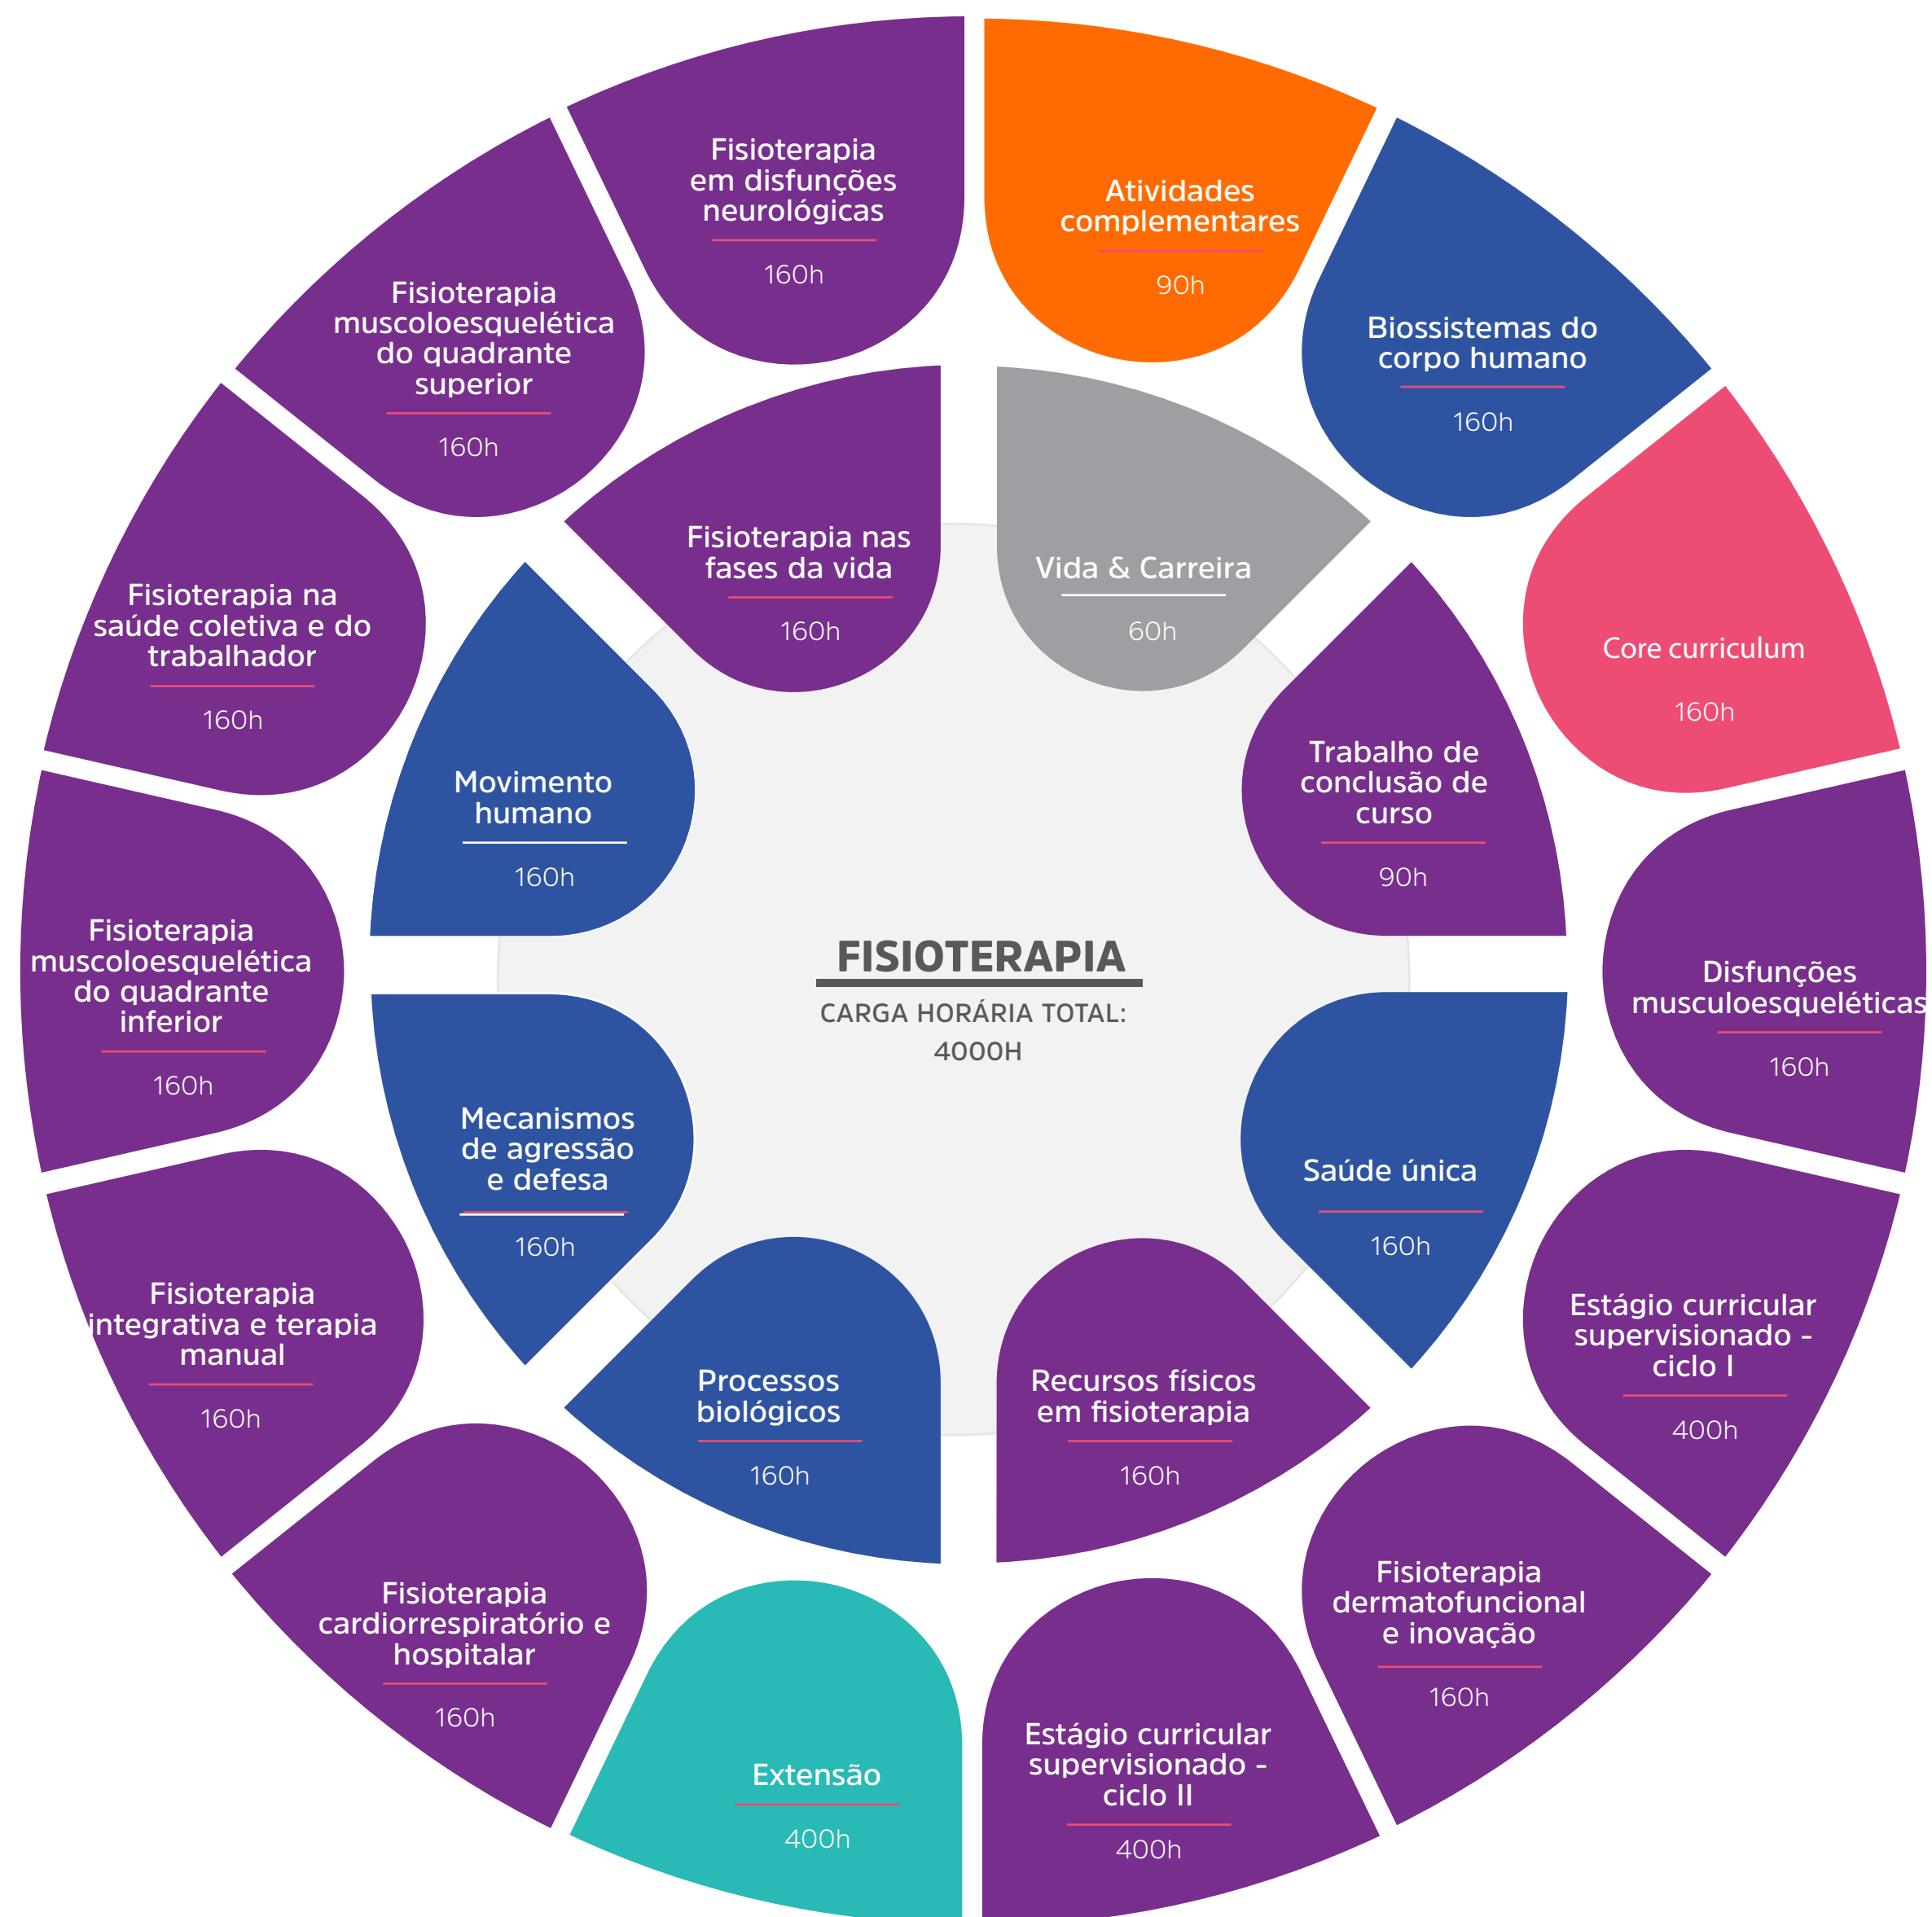 Fisioterapia
em disfunções
neurológicas
160h
Atividades
complementares
90h
Biossistemas do
corpo humano
160h
Core curriculum
160h
Disfunções
musculoesqueléticas
160h
Estágio curricular
supervisionado -
ciclo I
400h
Fisioterapia
dermatofuncional
e inovação
160h
Estágio curricular
supervisionado -
ciclo II
400h
Extensão
400h
Fisioterapia
cardiorrespiratório e
hospitalar
160h
Fisioterapia
integrativa e terapia
manual
160h
Fisioterapia
muscoloesquelética
do quadrante
inferior
160h
Fisioterapia na
saúde coletiva e do
trabalhador
160h
Fisioterapia
muscoloesquelética
do quadrante
superior
160h
Fisioterapia nas
fases da vida
160h
Vida & Carreira
60h
Trabalho de
conclusão de
curso
90h
Saúde única
160h
Recursos físicos
em fisioterapia
160h
Processos
biológicos
160h
Mecanismos
de agressão
e defesa
160h
Movimento
humano
160h
FISIOTERAPIA
CARGA HORÁRIA TOTAL:
4000H